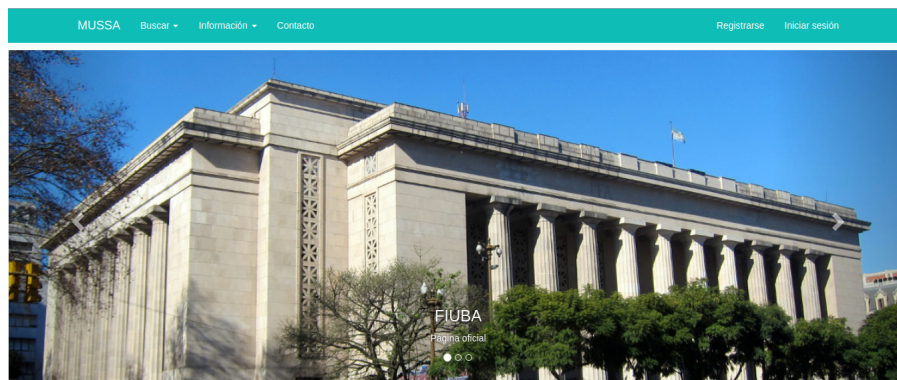 MUSSA Buscar Información Contacto Registrarse Iniciar sesión
FIUBA
Página oficial